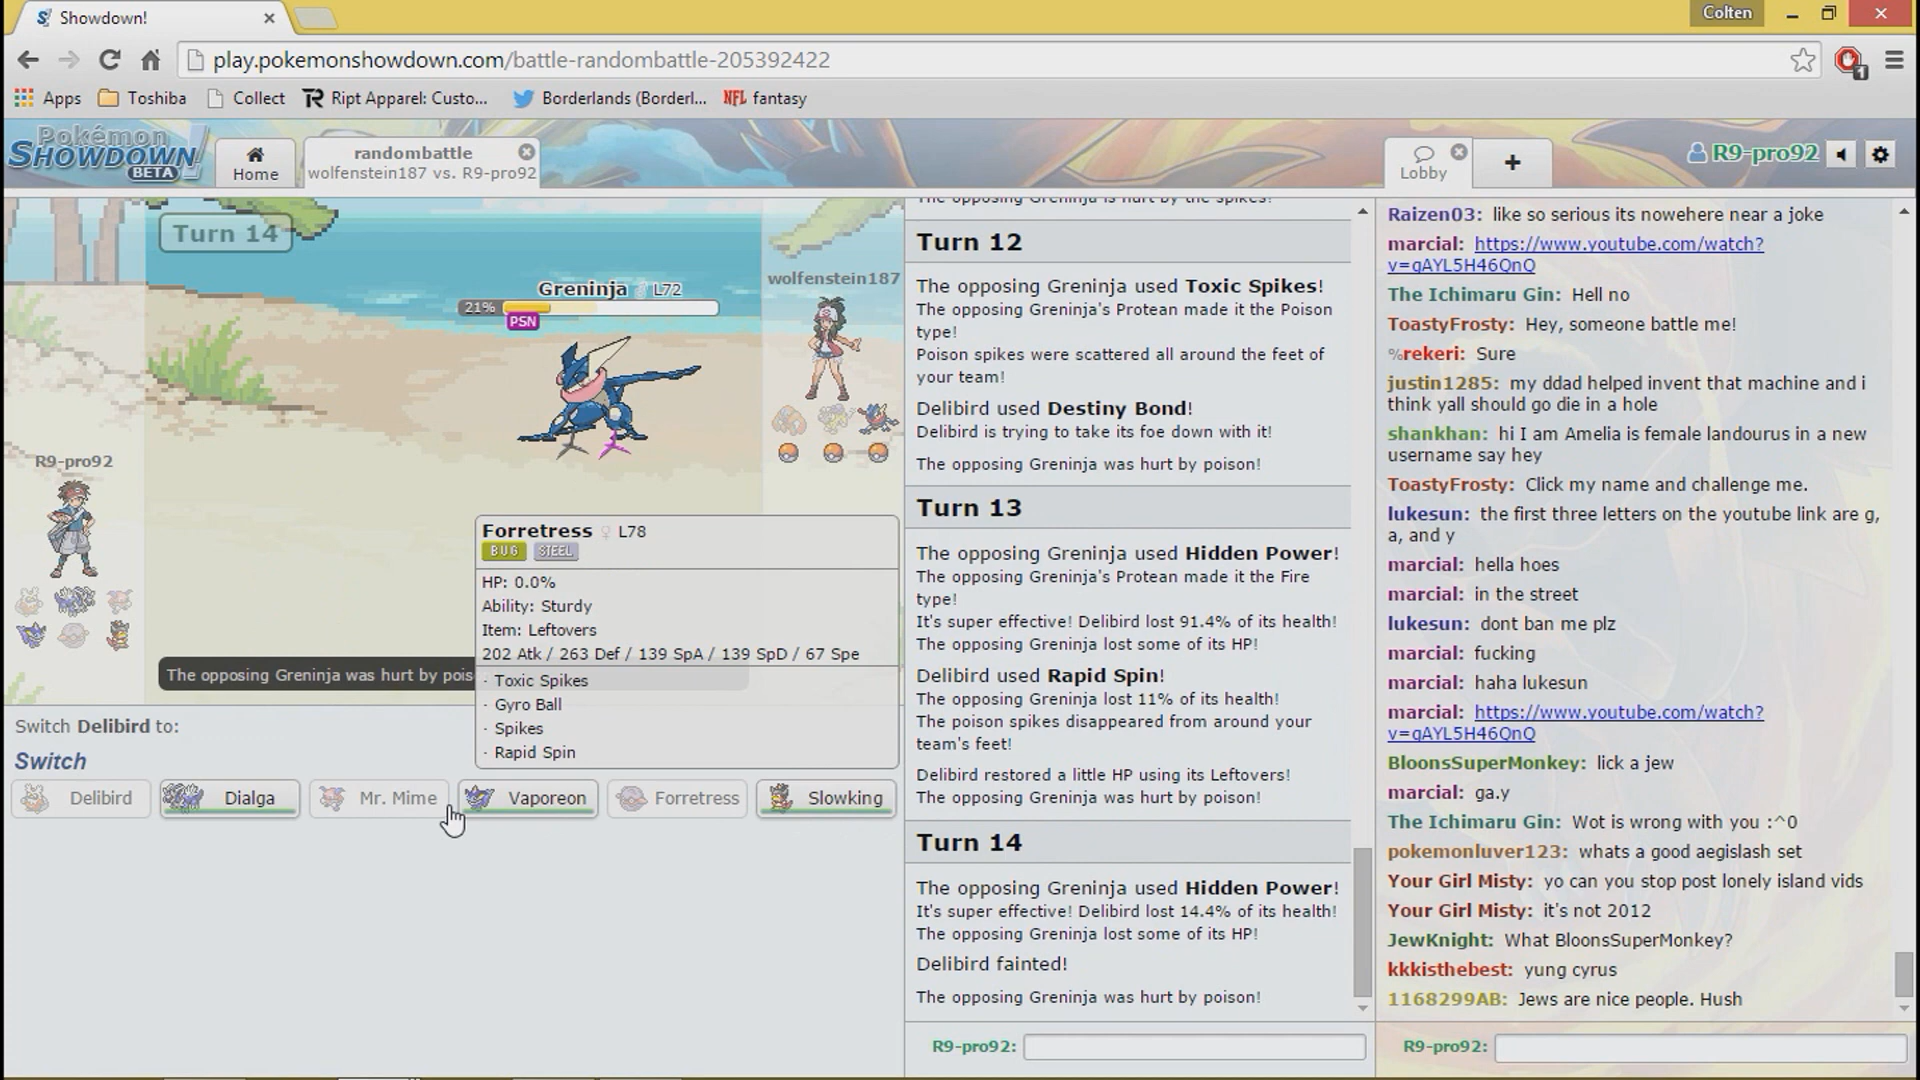 Showdown!
Colten
play.pokemonshowdown.com/battle-randombattle-205392422
1
Apps
Toshiba
Collect
Ript Apparel: Custo...
Borderlands (Borderl...
NFL fantasy
Pokémon
SHOWDOWN!
BETA
Home
randombattle
wolfenstein187 vs. R9-pro92
Lobby
+
R9-pro92
Turn 14
Greninja ♂ L72
21%
PSN
wolfenstein187
R9-pro92
The opposing Greninja was hurt by pois
Forretress ♀ L78
BUG STEEL
HP: 0.0%
Ability: Sturdy
Item: Leftovers
202 Atk / 263 Def / 139 SpA / 139 SpD / 67 Spe
· Toxic Spikes
· Gyro Ball
· Spikes
· Rapid Spin
Switch Delibird to:
Switch
Delibird
Dialga
Mr. Mime
Vaporeon
Forretress
Slowking
The opposing Greninja is hurt by the spikes!
Turn 12
The opposing Greninja used Toxic Spikes!
The opposing Greninja's Protean made it the Poison
type!
Poison spikes were scattered all around the feet of
your team!
Delibird used Destiny Bond!
Delibird is trying to take its foe down with it!
The opposing Greninja was hurt by poison!
Turn 13
The opposing Greninja used Hidden Power!
The opposing Greninja's Protean made it the Fire
type!
It's super effective! Delibird lost 91.4% of its health!
The opposing Greninja lost some of its HP!
Delibird used Rapid Spin!
The opposing Greninja lost 11% of its health!
The poison spikes disappeared from around your
team's feet!
Delibird restored a little HP using its Leftovers!
The opposing Greninja was hurt by poison!
Turn 14
The opposing Greninja used Hidden Power!
It's super effective! Delibird lost 14.4% of its health!
The opposing Greninja lost some of its HP!
Delibird fainted!
The opposing Greninja was hurt by poison!
R9-pro92:
Raizen03: like so serious its nowehere near a joke
marcial: https://www.youtube.com/watch?
v=gAYL5H46QnQ
The Ichimaru Gin: Hell no
ToastyFrosty: Hey, someone battle me!
%rekeri: Sure
justin1285: my ddad helped invent that machine and i
think yall should go die in a hole
shankhan: hi I am Amelia is female landourus in a new
username say hey
ToastyFrosty: Click my name and challenge me.
lukesun: the first three letters on the youtube link are g,
a, and y
marcial: hella hoes
marcial: in the street
lukesun: dont ban me plz
marcial: fucking
marcial: haha lukesun
marcial: https://www.youtube.com/watch?
v=gAYL5H46QnQ
BloonsSuperMonkey: lick a jew
marcial: ga.y
The Ichimaru Gin: Wot is wrong with you :^0
pokemonluver123: whats a good aegislash set
Your Girl Misty: yo can you stop post lonely island vids
Your Girl Misty: it's not 2012
JewKnight: What BloonsSuperMonkey?
kkkisthebest: yung cyrus
1168299AB: Jews are nice people. Hush
R9-pro92: